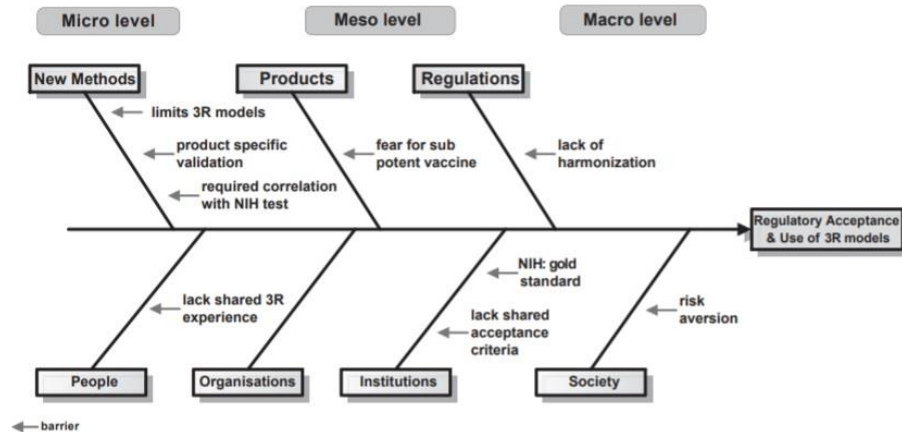 Micro level
Meso level
Macro level
New Methods
Products
Regulations
limits 3R models
product specific
validation
required correlation
with NIH test
fear for sub
potent vaccine
lack of
harmonization
Regulatory Acceptance
& Use of 3R models
lack shared 3R
experience
NIH: gold
standard
lack shared
acceptance
criteria
risk
aversion
People
Organisations
Institutions
Society
barrier